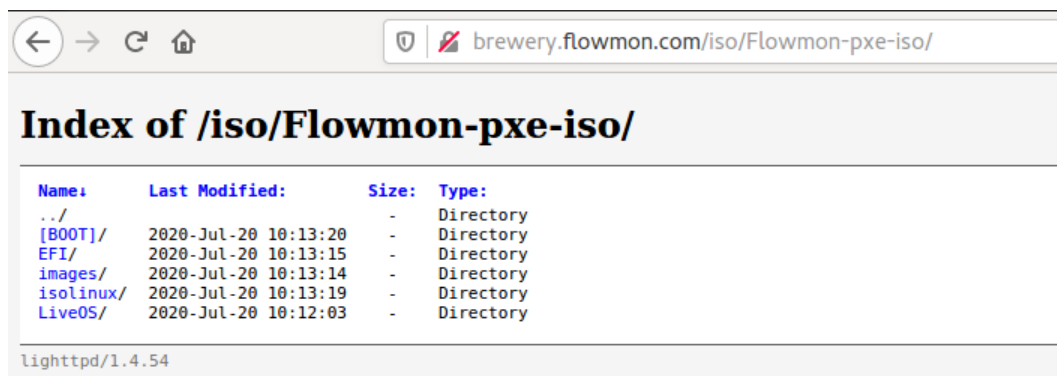 brewery.flowmon.com/iso/Flowmon-pxe-iso/
Index of /iso/Flowmon-pxe-iso/
Name↓ Last Modified: Size: Type:
../ - Directory
[BOOT]/ 2020-Jul-20 10:13:20 - Directory
EFI/ 2020-Jul-20 10:13:15 - Directory
images/ 2020-Jul-20 10:13:14 - Directory
isolinux/ 2020-Jul-20 10:13:19 - Directory
LiveOS/ 2020-Jul-20 10:12:03 - Directory
lighttpd/1.4.54